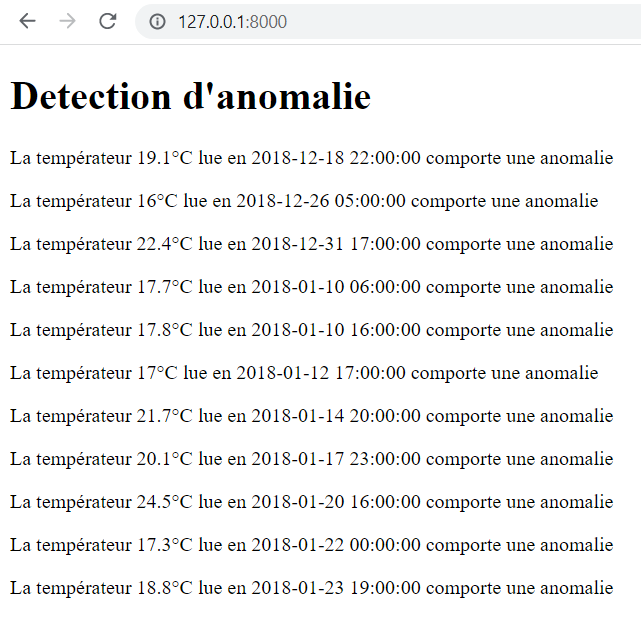 127.0.0.1:8000
Detection d'anomalie
La températeur 19.1°C lue en 2018-12-18 22:00:00 comporte une anomalie
La températeur 16°C lue en 2018-12-26 05:00:00 comporte une anomalie
La températeur 22.4°C lue en 2018-12-31 17:00:00 comporte une anomalie
La températeur 17.7°C lue en 2018-01-10 06:00:00 comporte une anomalie
La températeur 17.8°C lue en 2018-01-10 16:00:00 comporte une anomalie
La températeur 17°C lue en 2018-01-12 17:00:00 comporte une anomalie
La températeur 21.7°C lue en 2018-01-14 20:00:00 comporte une anomalie
La températeur 20.1°C lue en 2018-01-17 23:00:00 comporte une anomalie
La températeur 24.5°C lue en 2018-01-20 16:00:00 comporte une anomalie
La températeur 17.3°C lue en 2018-01-22 00:00:00 comporte une anomalie
La températeur 18.8°C lue en 2018-01-23 19:00:00 comporte une anomalie